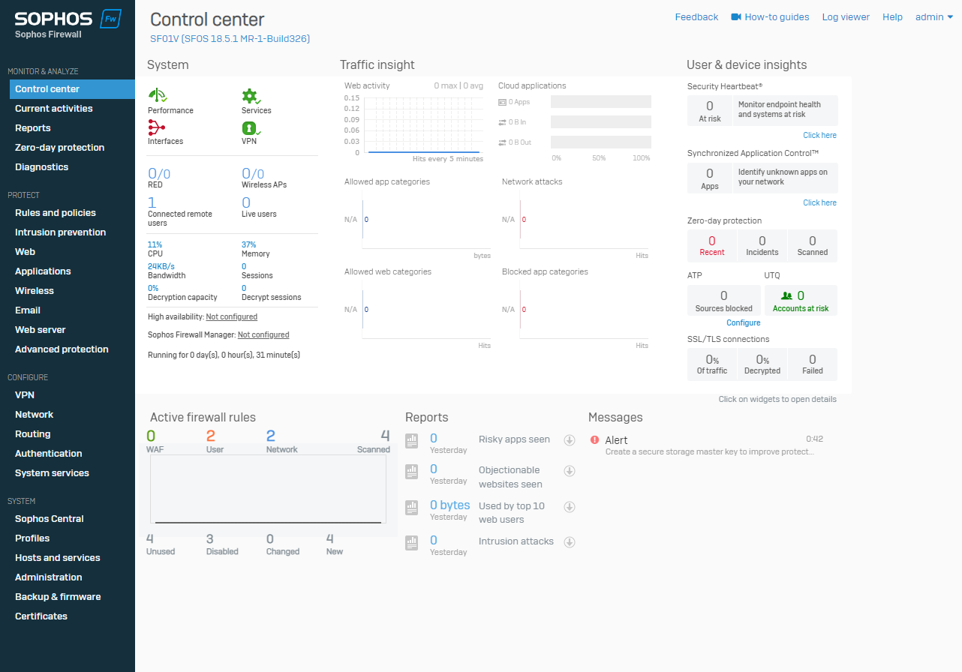 SOPHOS Fw
Sophos Firewall
MONITOR & ANALYZE
Control center
Current activities
Reports
Zero-day protection
Diagnostics
PROTECT
Rules and policies
Intrusion prevention
Web
Applications
Wireless
Email
Web server
Advanced protection
CONFIGURE
VPN
Network
Routing
Authentication
System services
SYSTEM
Sophos Central
Profiles
Hosts and services
Administration
Backup & firmware
Certificates
Control center
SF01V (SFOS 18.5.1 MR-1-Build326)
Feedback How-to guides Log viewer Help admin
System
Performance Services
Interfaces VPN
0/0 0/0
RED Wireless APs
1 0
Connected remote Live users
users
11% 37%
CPU Memory
24KB/s 0
Bandwidth Sessions
0% 0
Decryption capacity Decrypt sessions
High availability: Not configured
Sophos Firewall Manager: Not configured
Running for 0 day(s), 0 hour(s), 31 minute(s)
Traffic insight
Web activity 0 max | 0 avg
0.15
0.12
0.09
0.06
0.03
0
Hits every 5 minutes
Cloud applications
0 Apps
0 B In
0 B Out
0% 50% 100%
Allowed app categories
N/A 0
bytes
Network attacks
N/A 0
Hits
Allowed web categories
N/A 0
Hits
Blocked app categories
N/A 0
Hits
User & device insights
Security Heartbeat®
0 Monitor endpoint health
At risk and systems at risk
Click here
Synchronized Application Control™
0 Identify unknown apps on
Apps your network
Click here
Zero-day protection
0 0 0
Recent Incidents Scanned
ATP UTQ
0 0
Sources blocked Accounts at risk
Configure
SSL/TLS connections
0% 0% 0
Of traffic Decrypted Failed
Click on widgets to open details
Active firewall rules
0 2 2 4
WAF User Network Scanned
4 3 0 4
Unused Disabled Changed New
Reports
0 Risky apps seen
Yesterday
0 Objectionable
Yesterday websites seen
0 bytes Used by top 10
Yesterday web users
0 Intrusion attacks
Yesterday
Messages
Alert 0:42
Create a secure storage master key to improve protect...